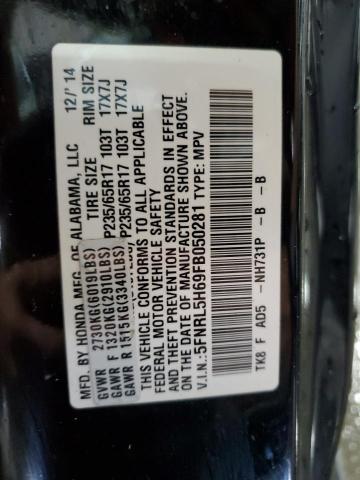 MFD. BY HONDA MFG. OF ALABAMA, LLC 12/'14
TIRE SIZE RIM SIZE
GVWR 2730KG(6019LBS)
GAWR F 1320KG(2910LBS) P235/65R17 103T 17X7J
GAWR R 1515KG(3340LBS) P235/65R17 103T 17X7J
THIS VEHICLE CONFORMS TO ALL APPLICABLE
FEDERAL MOTOR VEHICLE SAFETY
AND THEFT PREVENTION STANDARDS IN EFFECT
ON THE DATE OF MANUFACTURE SHOWN ABOVE.
V.I.N.:5FNRL5H69FB050281 TYPE: MPV
TK8 F AD5 -NH731P - B - B